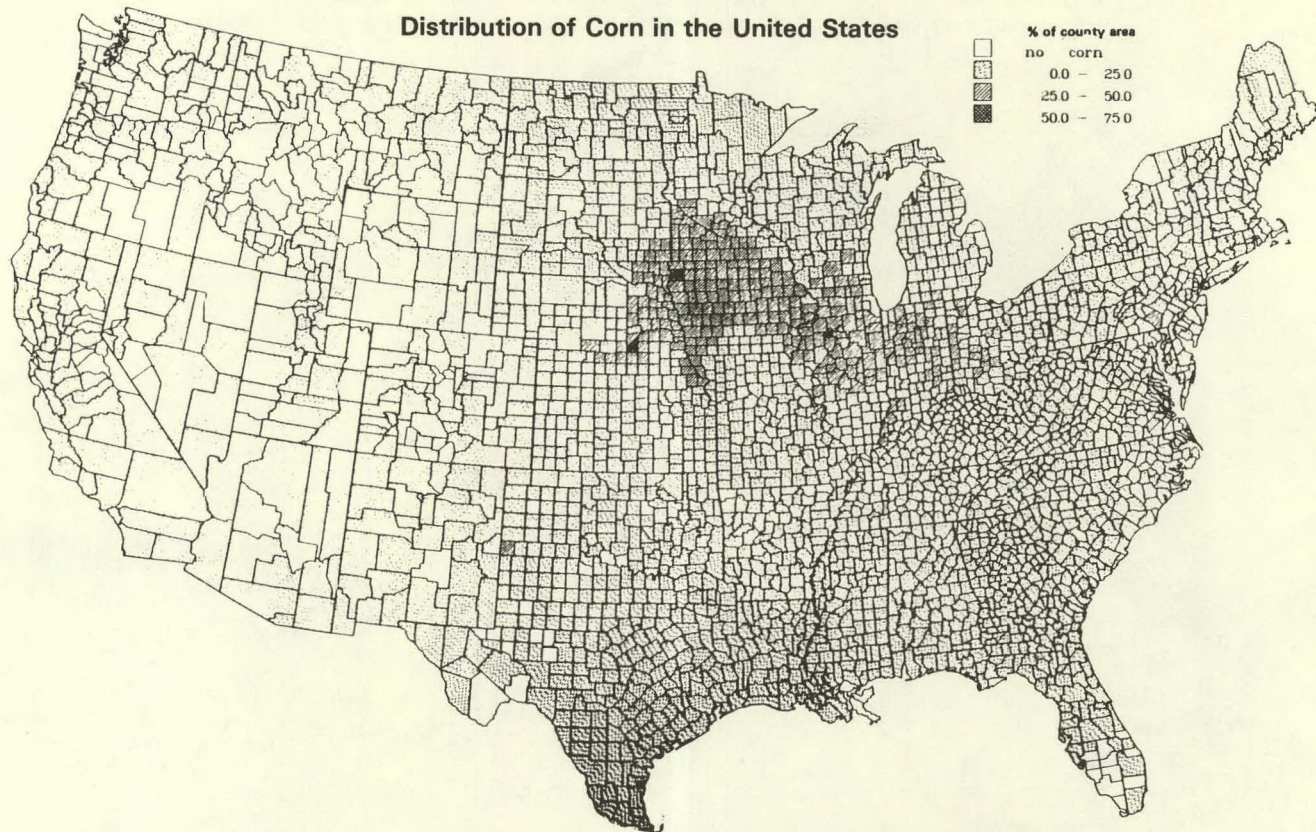 Distribution of Corn in the United States
% of county area
no corn
0.0 - 25 0
25.0 - 50.0
50.0 - 75 0